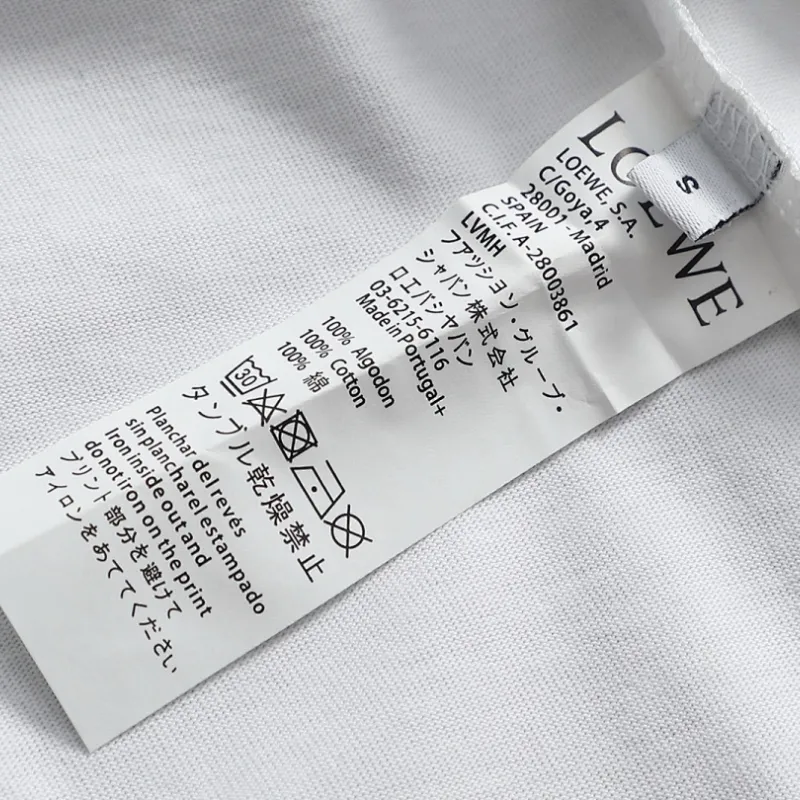 LOEWE
S
LOEWE, S.A.
C/Goya,4
28001-Madrid
SPAIN
C.I.F.A-28003861
LVMH
ファッション・グループ・
シャパン株式会社
ロエバシヤパン
03-6215-6116
Made in Portugal+
100% Algodon
100% Cotton
100% 綿
30
タンブル乾燥禁止
Planchar del revés
sin planchar el estampado
Iron inside out and
do not iron on the print
プリント部分を避けて
アイロンをあててください